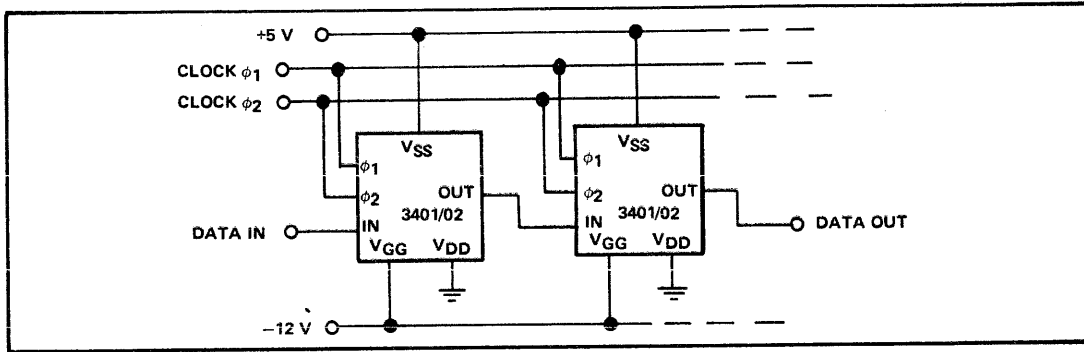 +5 V
CLOCK ϕ1
CLOCK ϕ2
VSS
ϕ1
ϕ2
OUT
3401/02
IN
VGG VDD
VSS
ϕ1
ϕ2
OUT
3401/02
IN
VGG VDD
DATA IN
DATA OUT
−12 V